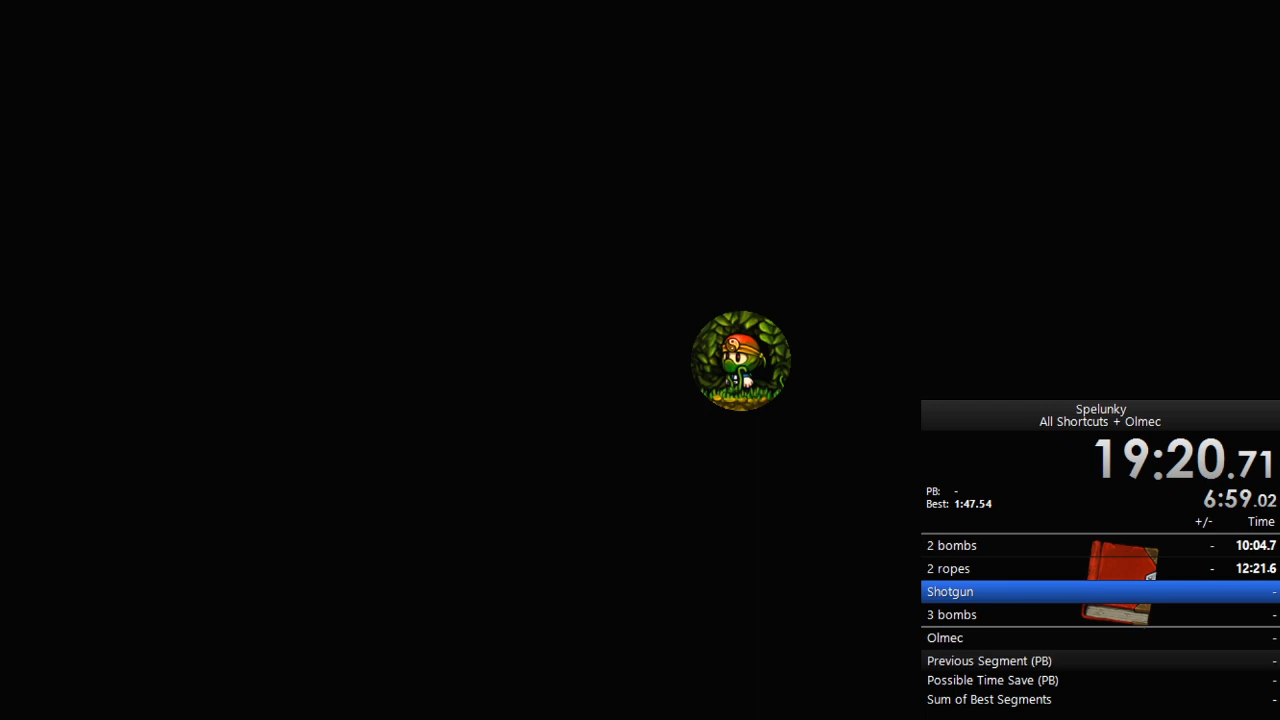 Spelunky
All Shortcuts + Olmec
19:20.71
PB: -
6:59.02
Best: 1:47.54
+/- Time
2 bombs - 10:04.7
2 ropes - 12:21.6
Shotgun -
3 bombs -
Olmec -
Previous Segment (PB) -
Possible Time Save (PB) -
Sum of Best Segments -